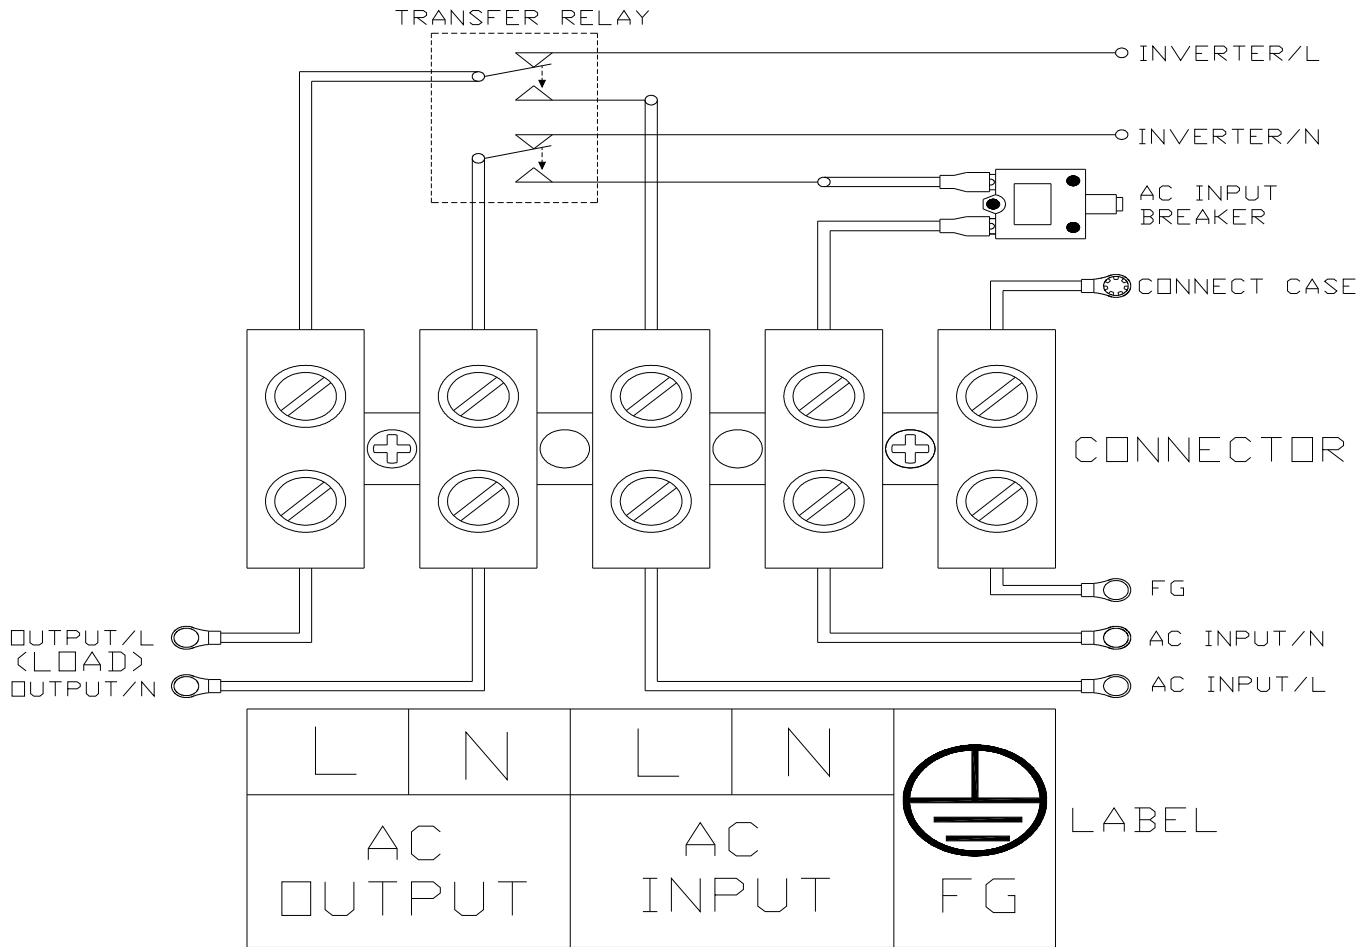 TRANSFER RELAY
INVERTER/L
INVERTER/N
AC INPUT
BREAKER
CONNECT CASE
CONNECTOR
FG
OUTPUT/L
(LOAD)
OUTPUT/N
AC INPUT/N
AC INPUT/L
L N L N
AC
OUTPUT
AC
INPUT
FG
LABEL